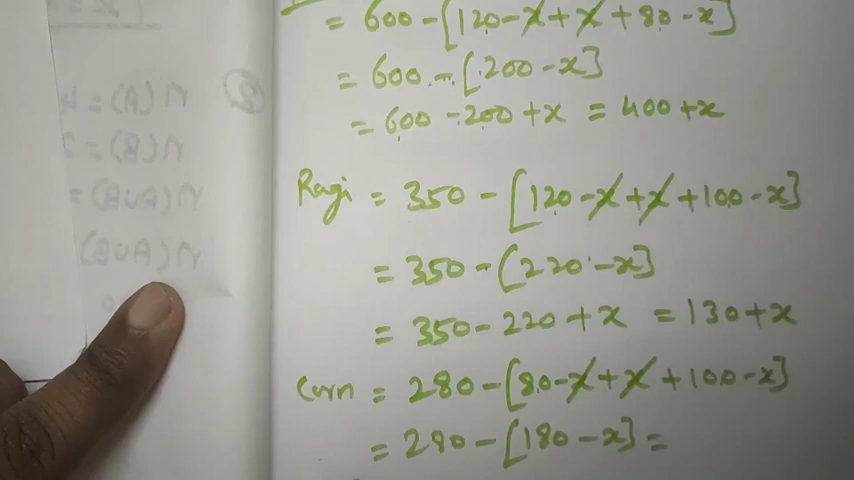 = 600 - [120 - x + x + 80 - x]
= 600 - [200 - x]
= 600 - 200 + x = 400 + x
Ragi = 350 - [120 - x + x + 100 - x]
= 350 - [220 - x]
= 350 - 220 + x = 130 + x
Corn = 280 - [80 - x + x + 100 - x]
= 280 - [180 - x] =
n(A) =
n(B) =
n(A∪B) =
n(A∪B)